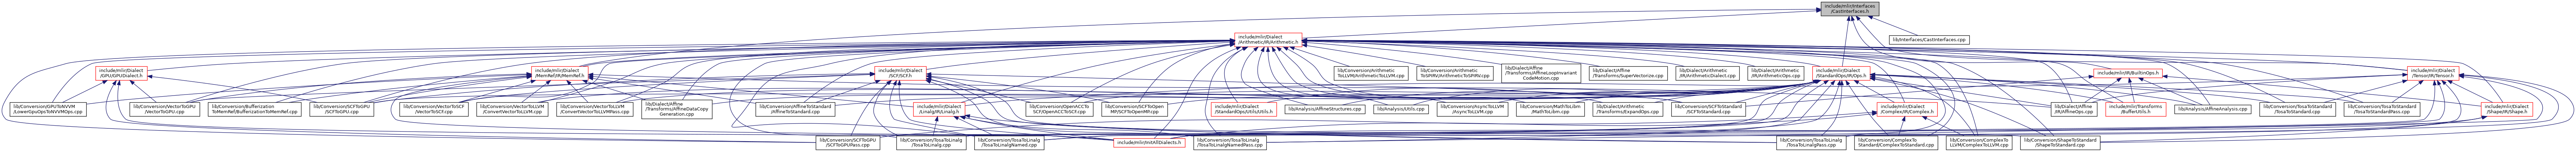 include/mlir/Interfaces
/CastInterfaces.h
include/mlir/Dialect
/Arithmetic/IR/Arithmetic.h
lib/Interfaces/CastInterfaces.cpp
include/mlir/Dialect
/GPU/GPUDialect.h
include/mlir/Dialect
/MemRef/IR/MemRef.h
include/mlir/Dialect
/SCF/SCF.h
lib/Conversion/Arithmetic
ToLLVM/ArithmeticToLLVM.cpp
lib/Conversion/Arithmetic
ToSPIRV/ArithmeticToSPIRV.cpp
lib/Dialect/Affine
/Transforms/AffineLoopInvariant
CodeMotion.cpp
lib/Dialect/Affine
/Transforms/SuperVectorize.cpp
lib/Dialect/Arithmetic
/IR/ArithmeticDialect.cpp
lib/Dialect/Arithmetic
/IR/ArithmeticOps.cpp
include/mlir/Dialect
/StandardOps/IR/Ops.h
include/mlir/IR/BuiltinOps.h
include/mlir/Dialect
/Tensor/IR/Tensor.h
lib/Conversion/GPUToNVVM
/LowerGpuOpsToNVVMOps.cpp
lib/Conversion/VectorToGPU
/VectorToGPU.cpp
lib/Conversion/Bufferization
ToMemRef/BufferizationToMemRef.cpp
lib/Conversion/SCFToGPU
/SCFToGPU.cpp
lib/Conversion/VectorToSCF
/VectorToSCF.cpp
lib/Conversion/VectorToLLVM
/ConvertVectorToLLVM.cpp
lib/Conversion/VectorToLLVM
/ConvertVectorToLLVMPass.cpp
lib/Dialect/Affine
/Transforms/AffineDataCopy
Generation.cpp
lib/Conversion/AffineToStandard
/AffineToStandard.cpp
include/mlir/Dialect
/Linalg/IR/Linalg.h
lib/Conversion/OpenACCTo
SCF/OpenACCToSCF.cpp
lib/Conversion/SCFToOpen
MP/SCFToOpenMP.cpp
include/mlir/Dialect
/StandardOps/Utils/Utils.h
lib/Analysis/AffineStructures.cpp
lib/Analysis/Utils.cpp
lib/Conversion/AsyncToLLVM
/AsyncToLLVM.cpp
lib/Conversion/MathToLibm
/MathToLibm.cpp
lib/Dialect/Arithmetic
/Transforms/ExpandOps.cpp
lib/Conversion/SCFToStandard
/SCFToStandard.cpp
include/mlir/Dialect
/Complex/IR/Complex.h
lib/Dialect/Affine
/IR/AffineOps.cpp
include/mlir/Transforms
/BufferUtils.h
lib/Analysis/AffineAnalysis.cpp
lib/Conversion/TosaToStandard
/TosaToStandard.cpp
lib/Conversion/TosaToStandard
/TosaToStandardPass.cpp
include/mlir/Dialect
/Shape/IR/Shape.h
lib/Conversion/SCFToGPU
/SCFToGPUPass.cpp
lib/Conversion/TosaToLinalg
/TosaToLinalg.cpp
lib/Conversion/TosaToLinalg
/TosaToLinalgNamed.cpp
include/mlir/InitAllDialects.h
lib/Conversion/TosaToLinalg
/TosaToLinalgNamedPass.cpp
lib/Conversion/TosaToLinalg
/TosaToLinalgPass.cpp
lib/Conversion/ComplexTo
Standard/ComplexToStandard.cpp
lib/Conversion/ComplexTo
LLVM/ComplexToLLVM.cpp
lib/Conversion/ShapeToStandard
/ShapeToStandard.cpp